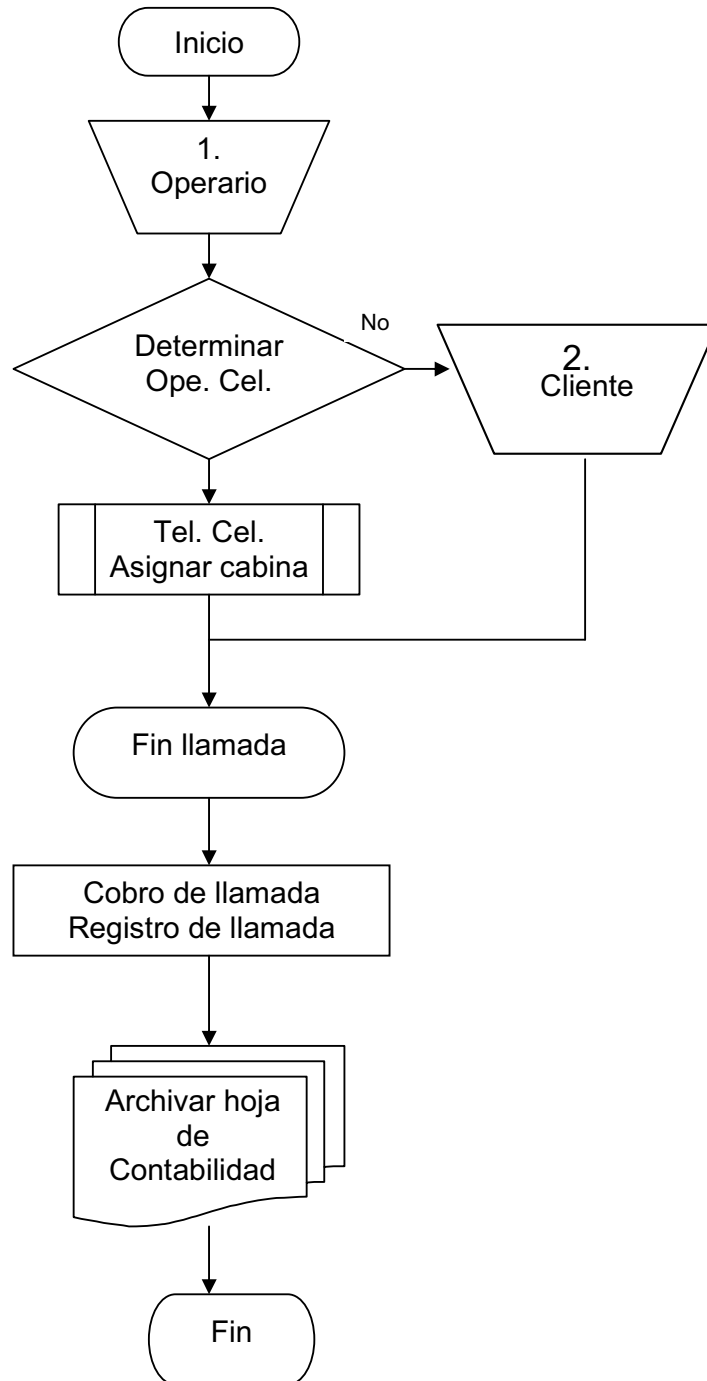 Inicio
1.
Operario
Determinar
Ope. Cel.
No
2.
Cliente
Tel. Cel.
Asignar cabina
Fin llamada
Cobro de llamada
Registro de llamada
Archivar hoja
de
Contabilidad
Fin